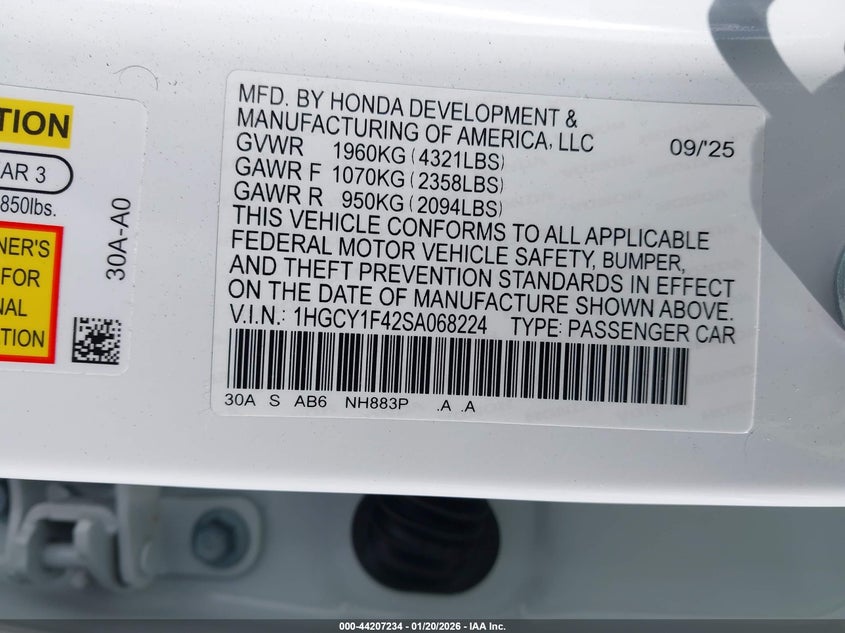 TION
AR 3
850lbs.
NER'S
FOR
NAL
TION
30A-A0
MFD. BY HONDA DEVELOPMENT &
MANUFACTURING OF AMERICA, LLC 09/'25
GVWR 1960KG (4321LBS)
GAWR F 1070KG (2358LBS)
GAWR R 950KG (2094LBS)
THIS VEHICLE CONFORMS TO ALL APPLICABLE
FEDERAL MOTOR VEHICLE SAFETY, BUMPER,
AND THEFT PREVENTION STANDARDS IN EFFECT
ON THE DATE OF MANUFACTURE SHOWN ABOVE.
V.I.N.: 1HGCY1F42SA068224 TYPE: PASSENGER CAR
30A S AB6 NH883P .A .A
000-44207234 - 01/20/2026 - IAA Inc.